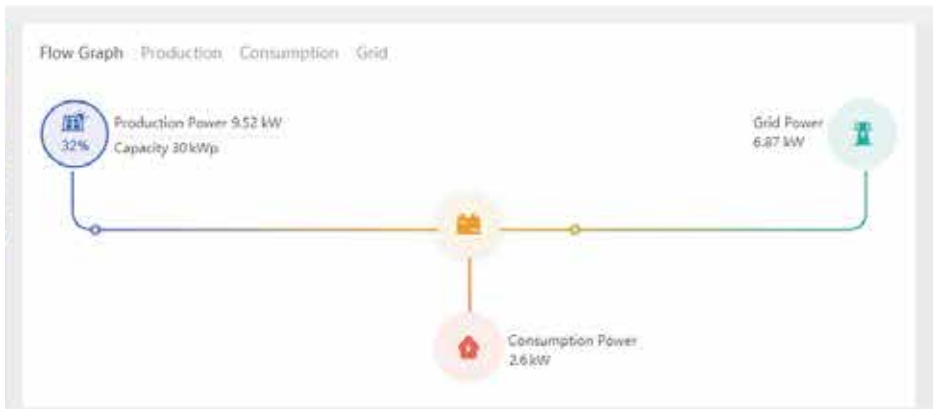 Flow Graph Production Consumption Grid
Production Power 9.52 kW
32%
Capacity 30 kWp
Grid Power
6.87 kW
Consumption Power
2.6 kW